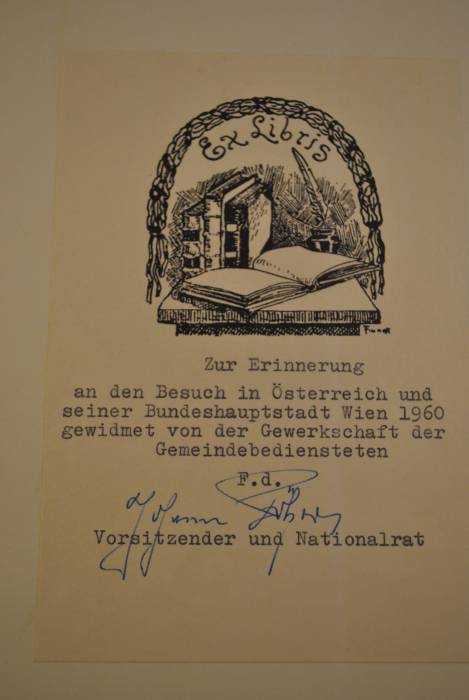 Ex Libris
Zur Erinnerung
an den Besuch in Österreich und
seiner Bundeshauptstadt Wien 1960
gewidmet von der Gewerkschaft der
Gemeindebediensteten
F.d.
Johann
Vorsitzender und Nationalrat